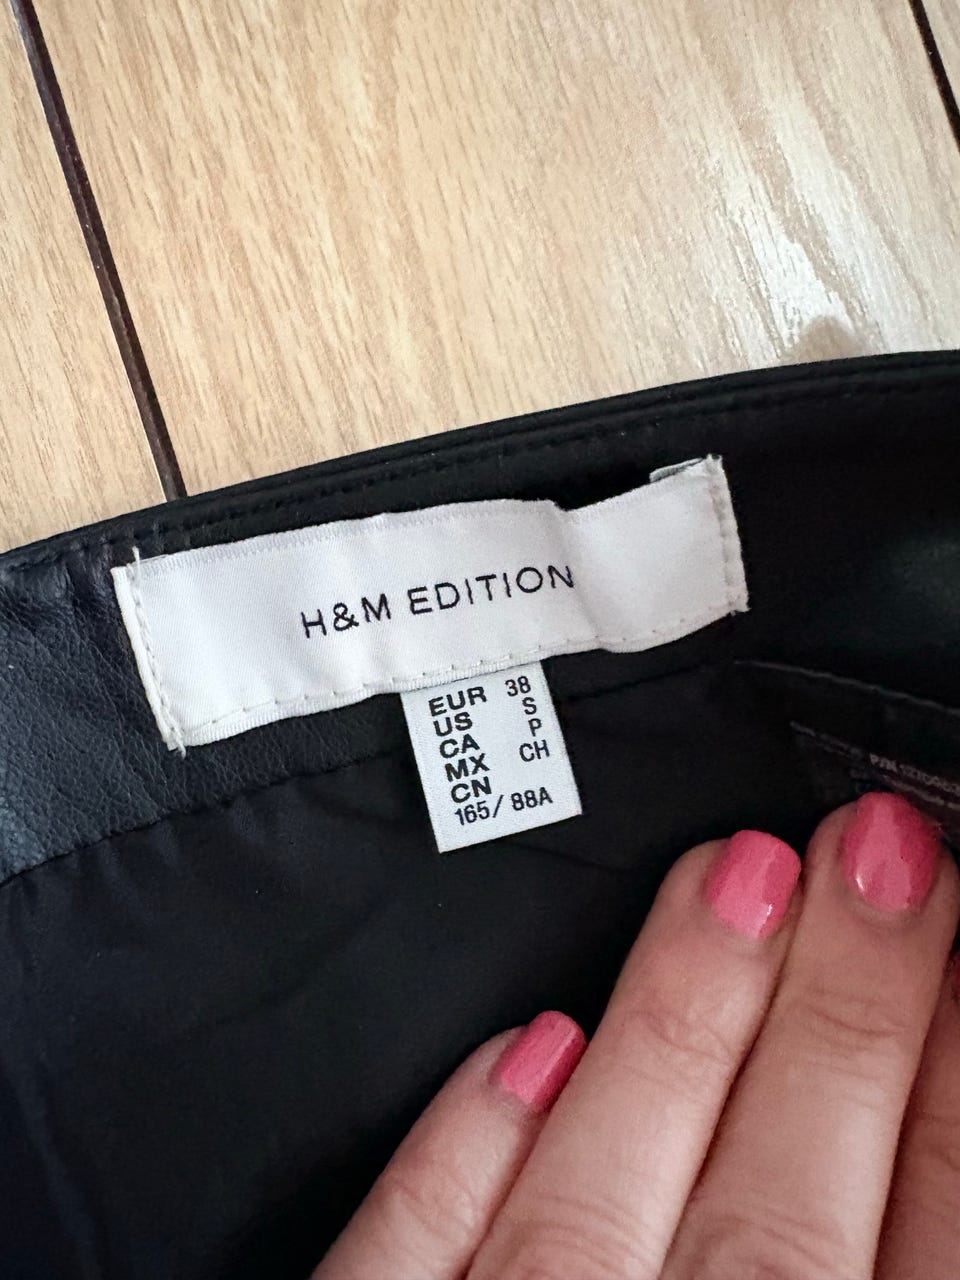 H&M EDITION
EUR 38
US S
CA P
MX CH
CN
165/ 88A